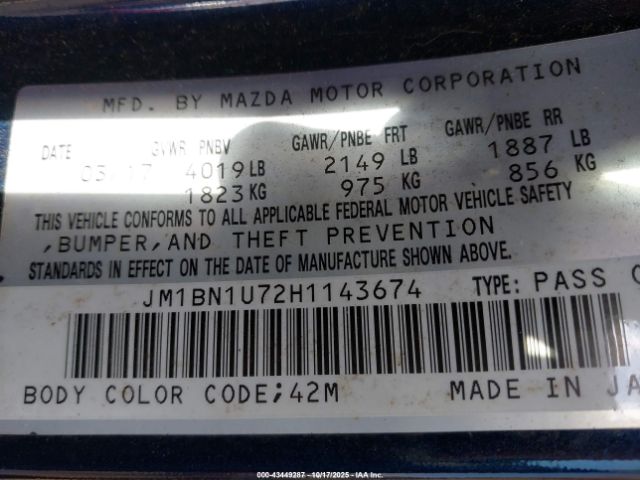 MFD. BY MAZDA MOTOR CORPORATION
DATE GVWR PNBV GAWR/PNBE FRT GAWR/PNBE RR
4019 LB 2149 LB 1887 LB
1823 KG 975 KG 856 KG
THIS VEHICLE CONFORMS TO ALL APPLICABLE FEDERAL MOTOR VEHICLE SAFETY
,BUMPER,AND THEFT PREVENTION
STANDARDS IN EFFECT ON THE DATE OF MANUFACTURE SHOWN ABOVE.
JM1BN1U72H1143674 TYPE: PASS
BODY COLOR CODE;42M MADE IN JA
000-43449287 - 10/17/2025 - IAA Inc.